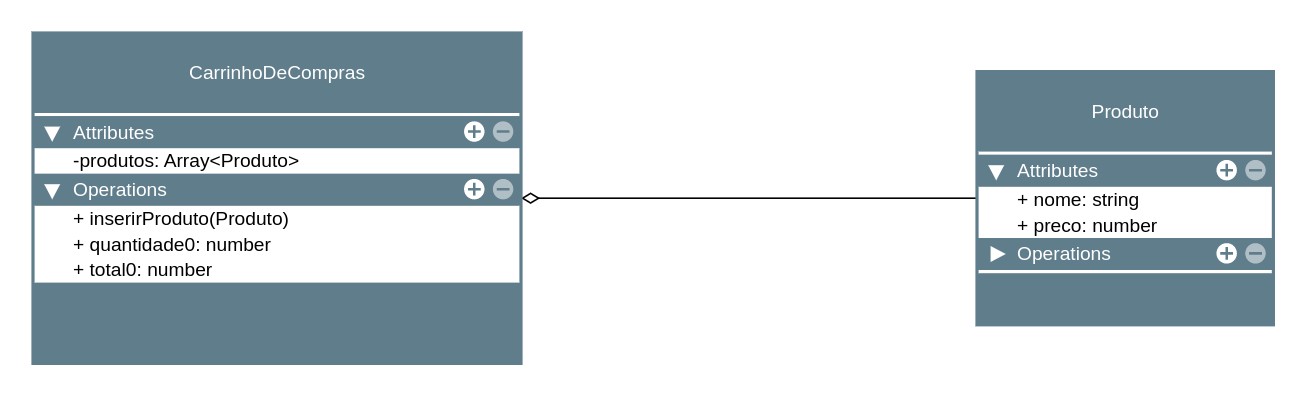 CarrinhoDeCompras
Attributes
-produtos: Array<Produto>
Operations
+ inserirProduto(Produto)
+ quantidade0: number
+ total0: number
Produto
Attributes
+ nome: string
+ preco: number
Operations